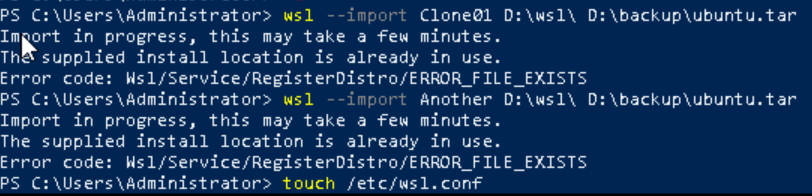 PS C:\Users\Administrator> wsl --import Clone01 D:\wsl\ D:\backup\ubuntu.tar
Import in progress, this may take a few minutes.
The supplied install location is already in use.
Error code: Wsl/Service/RegisterDistro/ERROR_FILE_EXISTS
PS C:\Users\Administrator> wsl --import Another D:\wsl\ D:\backup\ubuntu.tar
Import in progress, this may take a few minutes.
The supplied install location is already in use.
Error code: Wsl/Service/RegisterDistro/ERROR_FILE_EXISTS
PS C:\Users\Administrator> touch /etc/wsl.conf